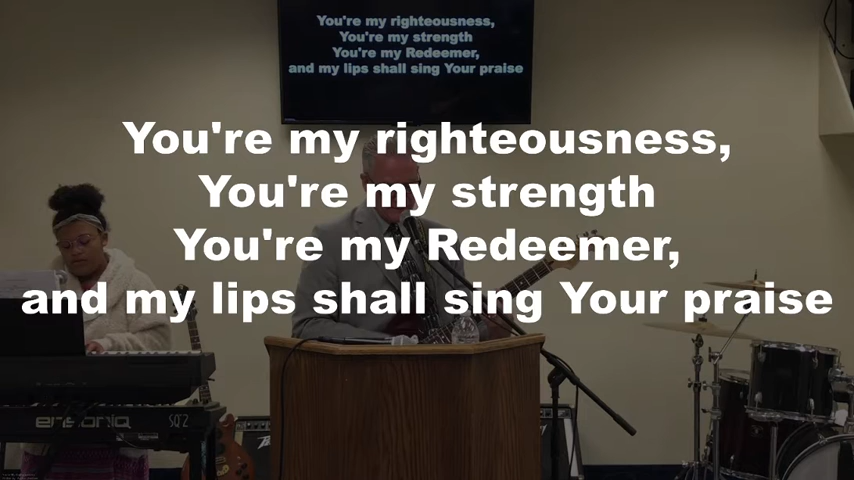 You're my righteousness,
You're my strength
You're my Redeemer,
and my lips shall sing Your praise
You're my righteousness,
You're my strength
You're my Redeemer,
and my lips shall sing Your praise
ensoniq SQ2